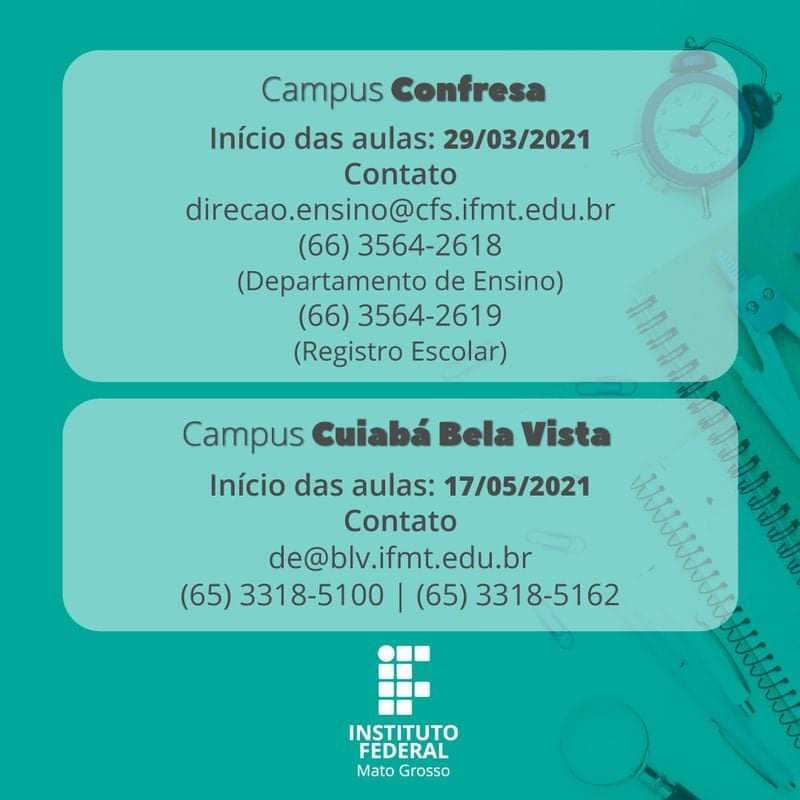 Campus Confresa
Início das aulas: 29/03/2021
Contato
direcao.ensino@cfs.ifmt.edu.br
(66) 3564-2618
(Departamento de Ensino)
(66) 3564-2619
(Registro Escolar)
Campus Cuiabá Bela Vista
Início das aulas: 17/05/2021
Contato
de@blv.ifmt.edu.br
(65) 3318-5100 | (65) 3318-5162
INSTITUTO
FEDERAL
Mato Grosso